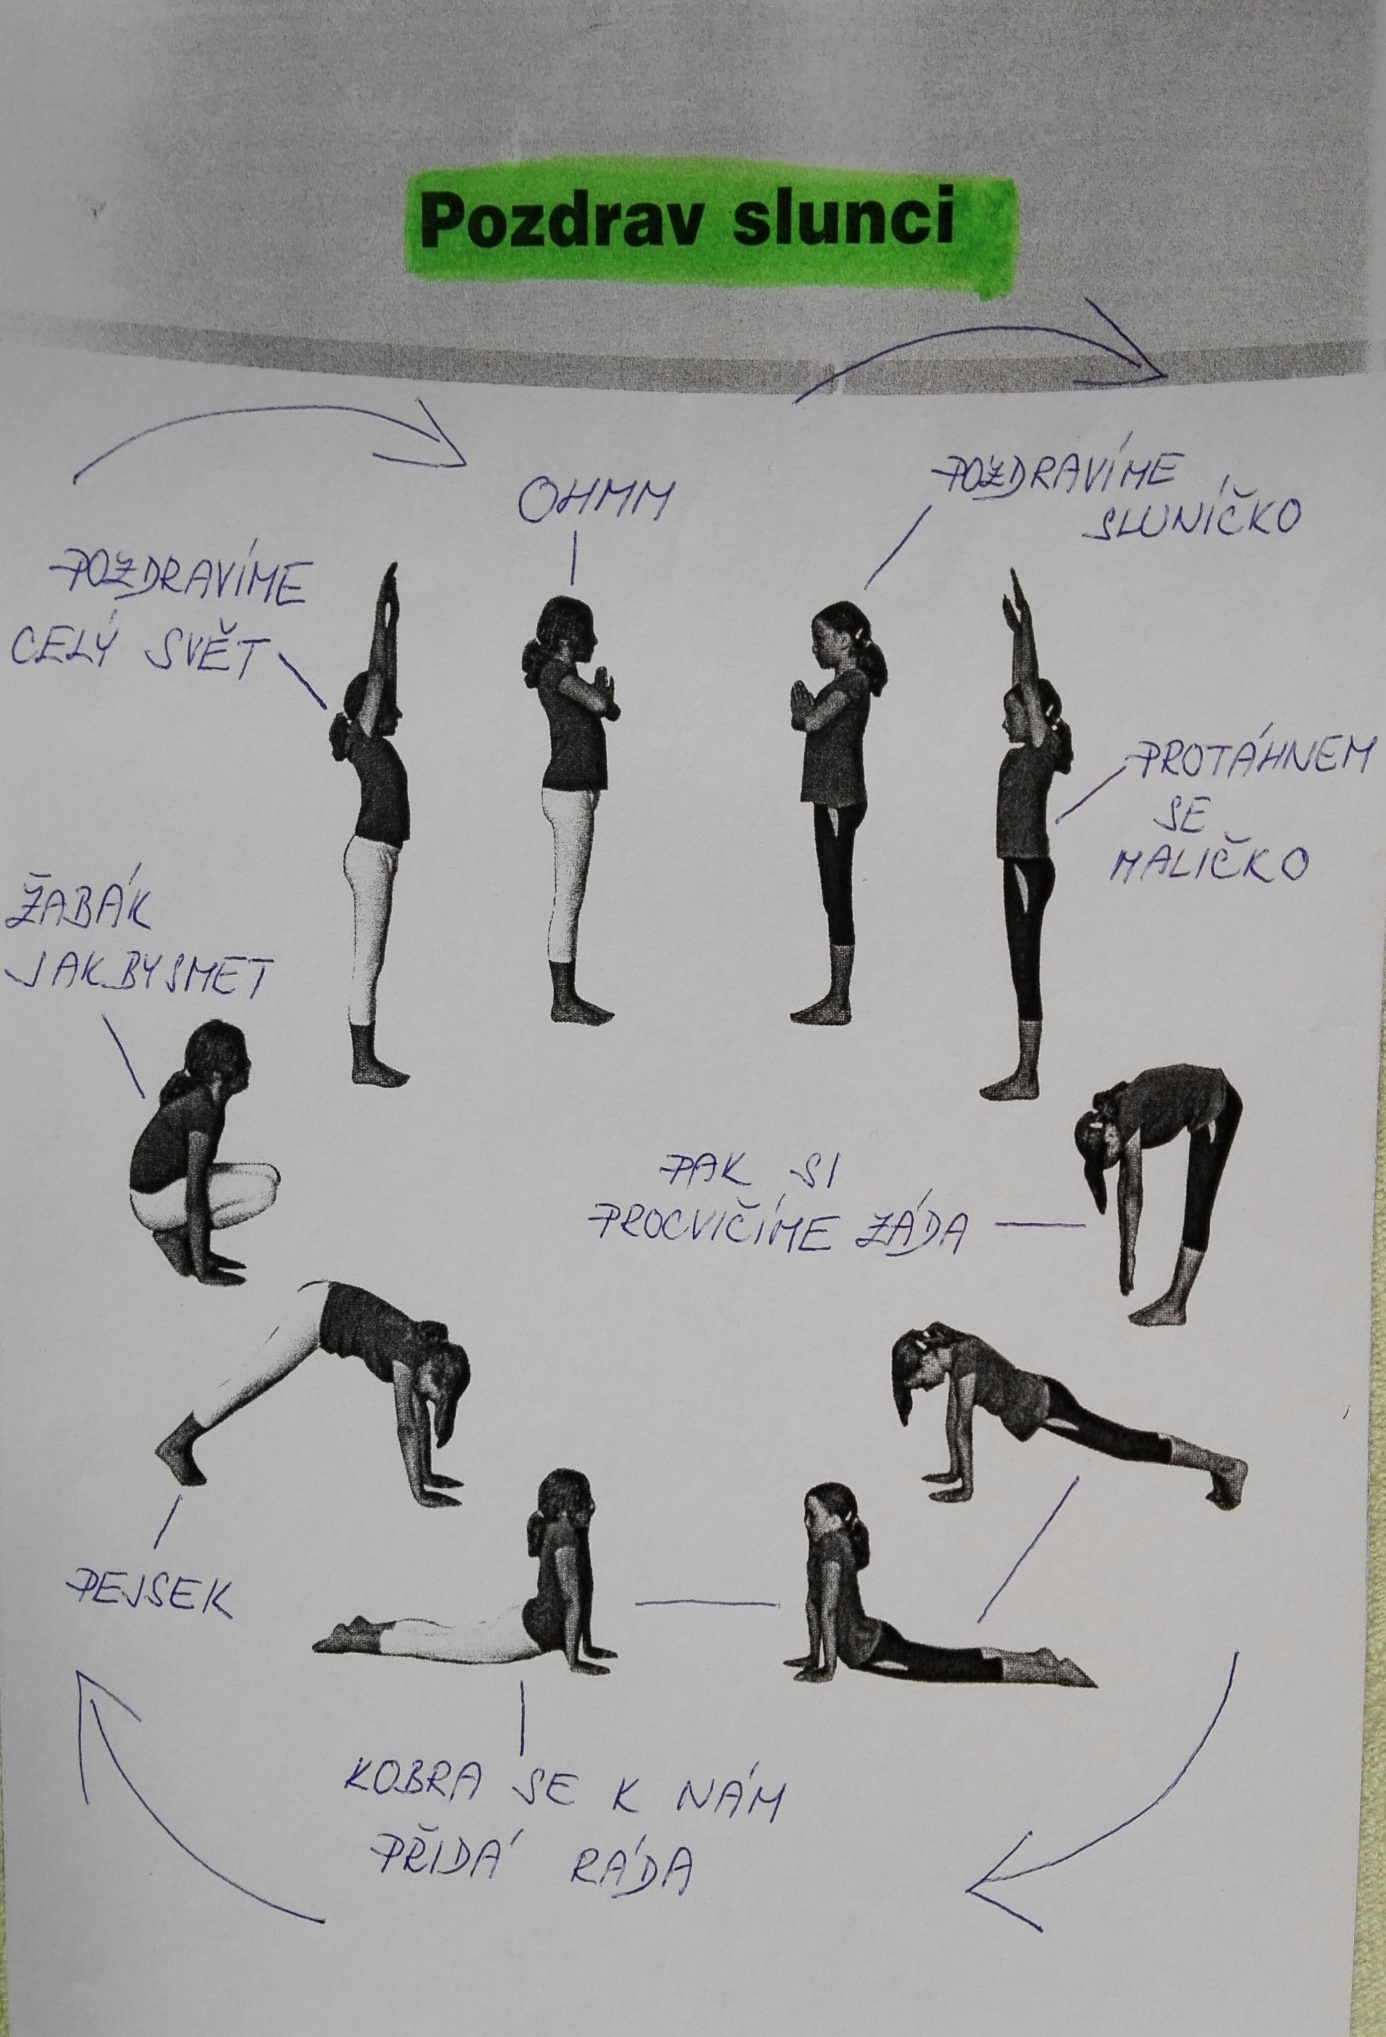 Pozdrav slunci
POZDRAVÍME
SLUNÍČKO
PROTÁHNEM
SE
MALIČKO
PAK SI
PROCVIČÍME ZÁDA
KOBRA SE K NÁM
PŘIDÁ RÁDA
PEJSEK
ŽABÁK
JAKBYSMET
POZDRAVÍME
CELÝ SVĚT
OHMM